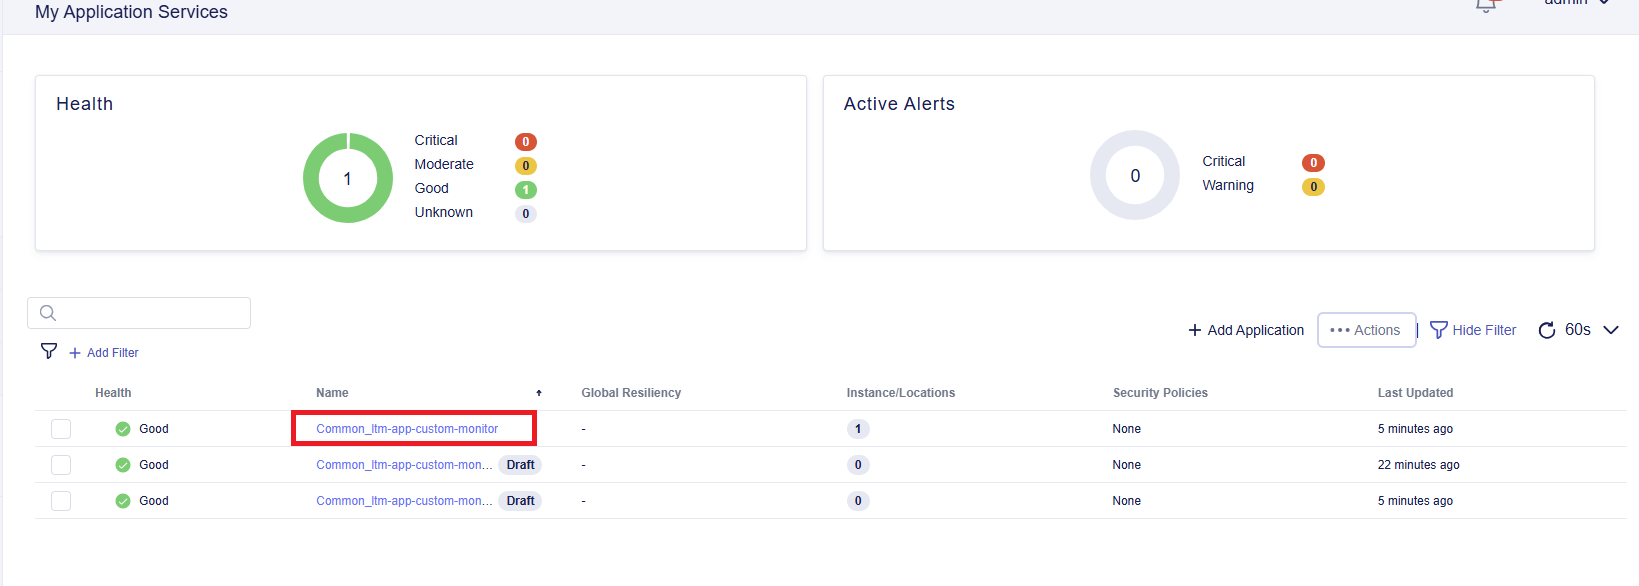 My Application Services
admin
Health
1
Critical 0
Moderate 0
Good 1
Unknown 0
Active Alerts
0
Critical 0
Warning 0
+ Add Application ••• Actions Hide Filter 60s
+ Add Filter
Health Name Global Resiliency Instance/Locations Security Policies Last Updated
Good Common_ltm-app-custom-monitor - 1 None 5 minutes ago
Good Common_ltm-app-custom-mon... Draft - 0 None 22 minutes ago
Good Common_ltm-app-custom-mon... Draft - 0 None 5 minutes ago